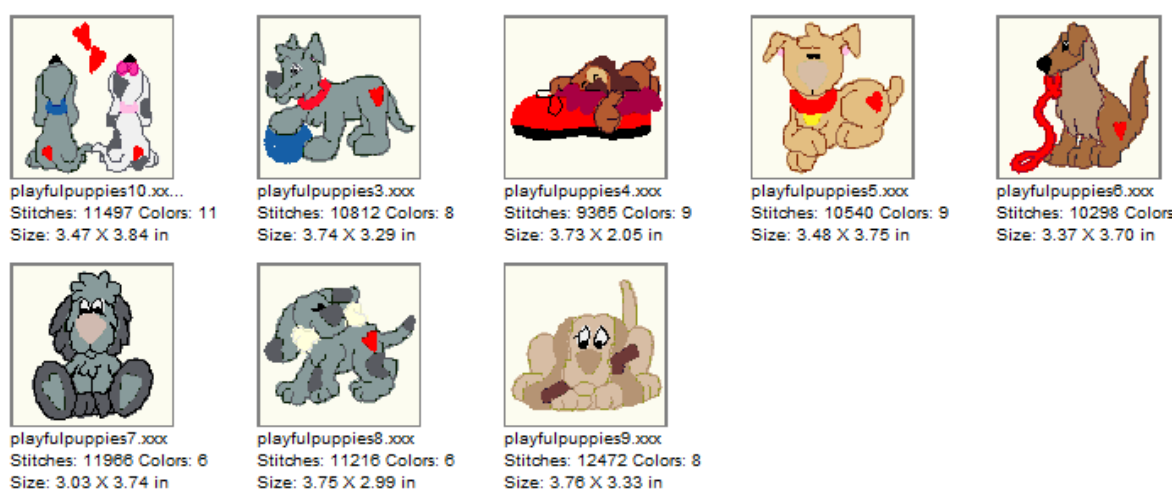 playfulpuppies10.xx...
Stitches: 11497 Colors: 11
Size: 3.47 X 3.84 in
playfulpuppies3.xxx
Stitches: 10812 Colors: 8
Size: 3.74 X 3.29 in
playfulpuppies4.xxx
Stitches: 9365 Colors: 9
Size: 3.73 X 2.05 in
playfulpuppies5.xxx
Stitches: 10540 Colors: 9
Size: 3.48 X 3.75 in
playfulpuppies6.xxx
Stitches: 10298 Colors
Size: 3.37 X 3.70 in
playfulpuppies7.xxx
Stitches: 11966 Colors: 6
Size: 3.03 X 3.74 in
playfulpuppies8.xxx
Stitches: 11216 Colors: 6
Size: 3.75 X 2.99 in
playfulpuppies9.xxx
Stitches: 12472 Colors: 8
Size: 3.76 X 3.33 in